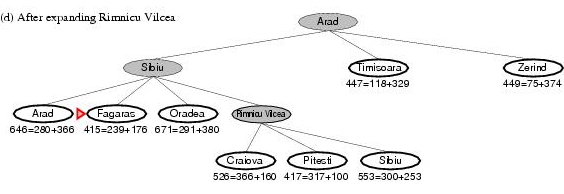 (d) After expanding Rimnicu Vilcea
Arad
Sibiu
Timisoara
Zerind
447=118+329
449=75+374
Arad
Fagaras
Oradea
Rimnicu Vilcea
646=280+366
415=239+176
671=291+380
Craiova
Pitesti
Sibiu
526=366+160
417=317+100
553=300+253